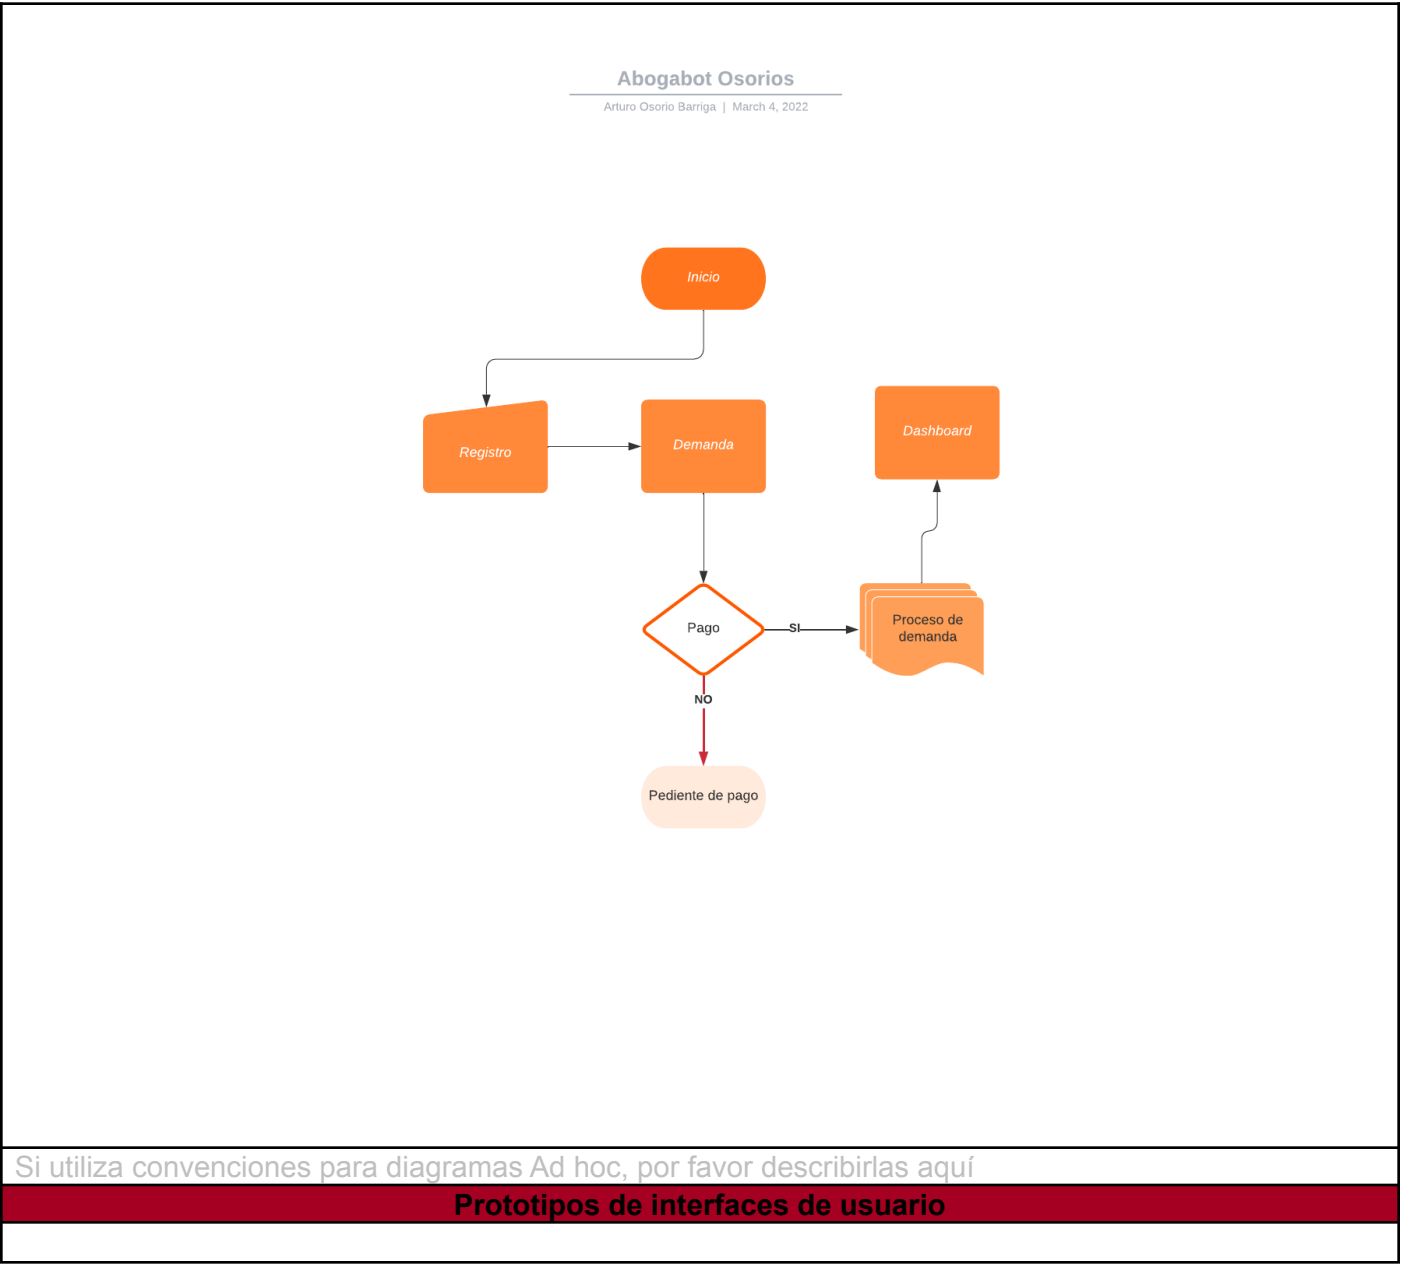 Abogabot Osorios
Arturo Osorio Barriga | March 4, 2022
Inicio
Registro
Demanda
Dashboard
Pago
SI
Proceso de
demanda
NO
Pediente de pago
Si utiliza convenciones para diagramas Ad hoc, por favor describirlas aquí
Prototipos de interfaces de usuario